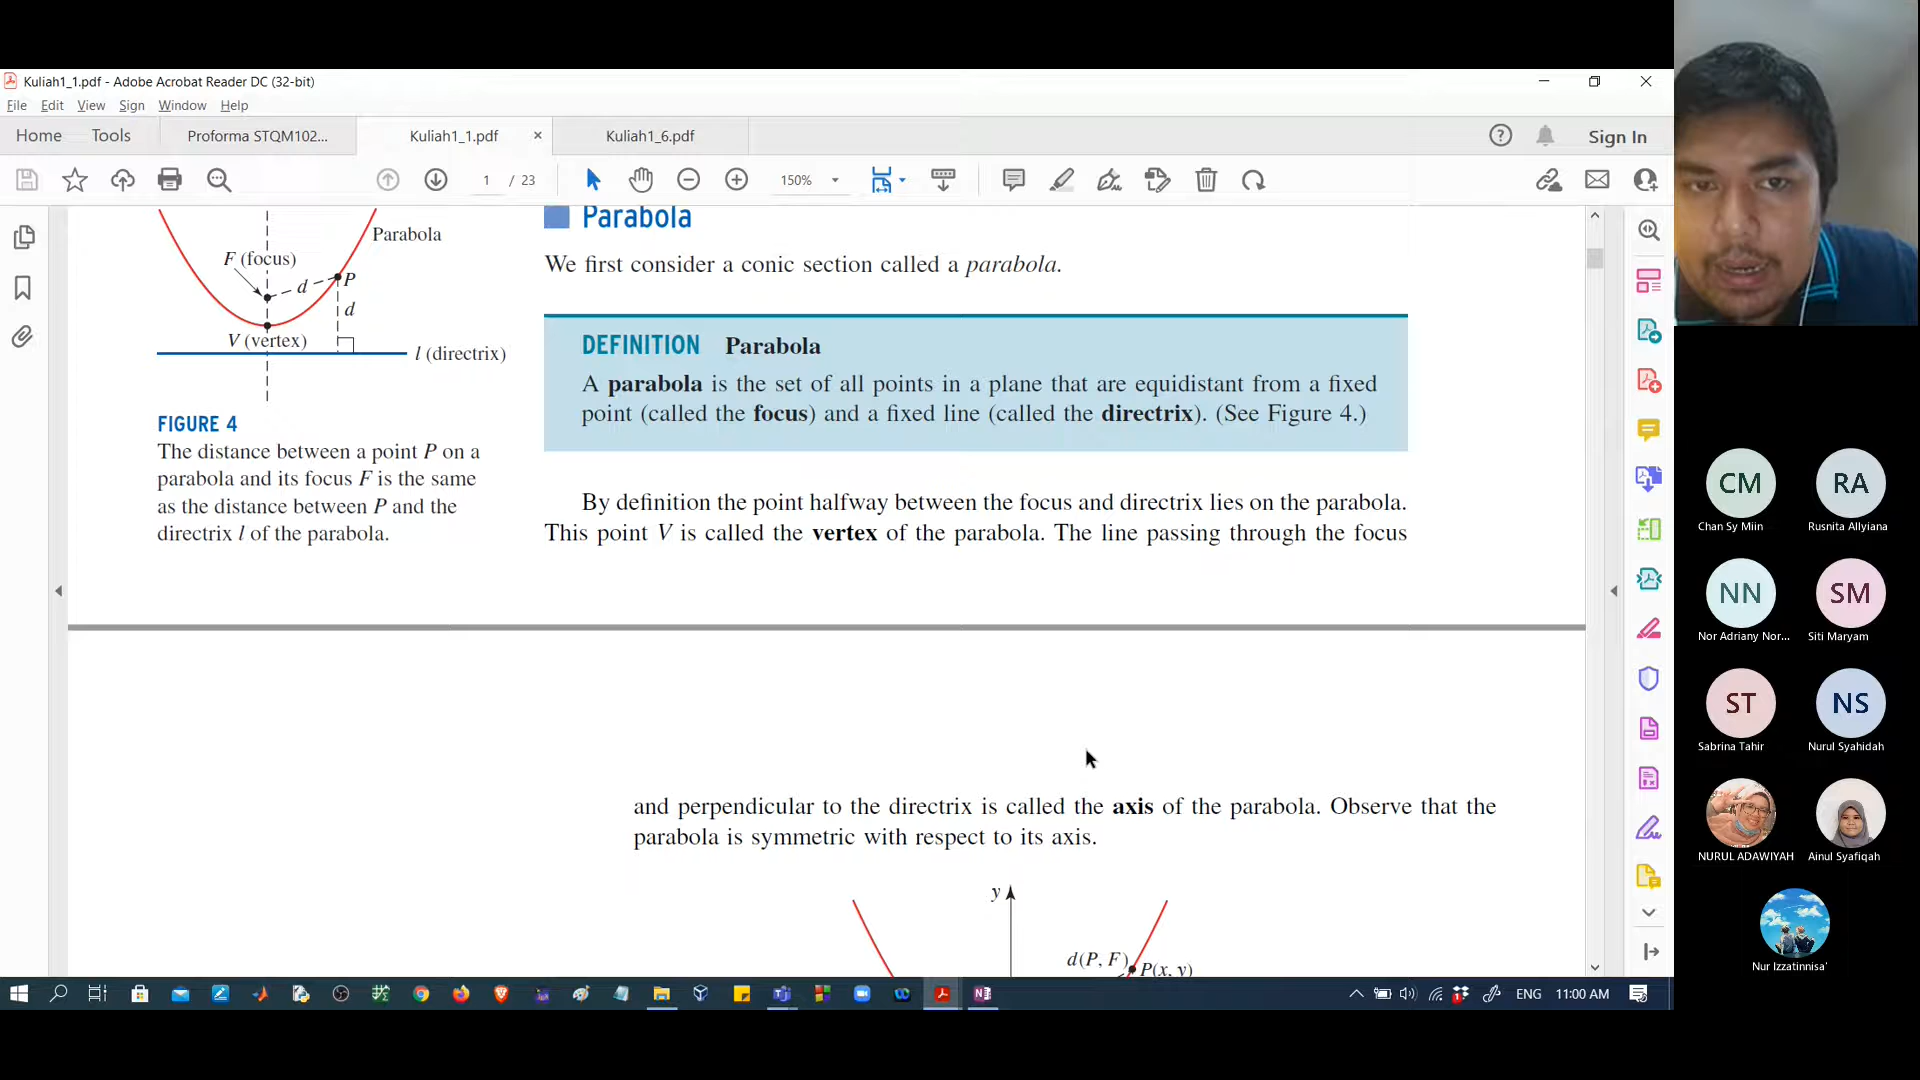 Kuliah1_1.pdf - Adobe Acrobat Reader DC (32-bit)
File Edit View Sign Window Help
Home Tools Proforma STQM102... Kuliah1_1.pdf × Kuliah1_6.pdf Sign In
1 / 23 150%
Parabola
F (focus)
P
d
d
V (vertex)
l (directrix)
FIGURE 4
The distance between a point P on a
parabola and its focus F is the same
as the distance between P and the
directrix l of the parabola.
Parabola
We first consider a conic section called a parabola.
DEFINITION Parabola
A parabola is the set of all points in a plane that are equidistant from a fixed
point (called the focus) and a fixed line (called the directrix). (See Figure 4.)
By definition the point halfway between the focus and directrix lies on the parabola.
This point V is called the vertex of the parabola. The line passing through the focus
and perpendicular to the directrix is called the axis of the parabola. Observe that the
parabola is symmetric with respect to its axis.
y
d(P, F)
P(x, y)
CM RA
Chan Sy Miin Rusnita Allyiana
NN SM
Nor Adriany Nor... Siti Maryam
ST NS
Sabrina Tahir Nurul Syahidah
NURUL ADAWIYAH Ainul Syafiqah
Nur Izzatinnisa'
ENG 11:00 AM